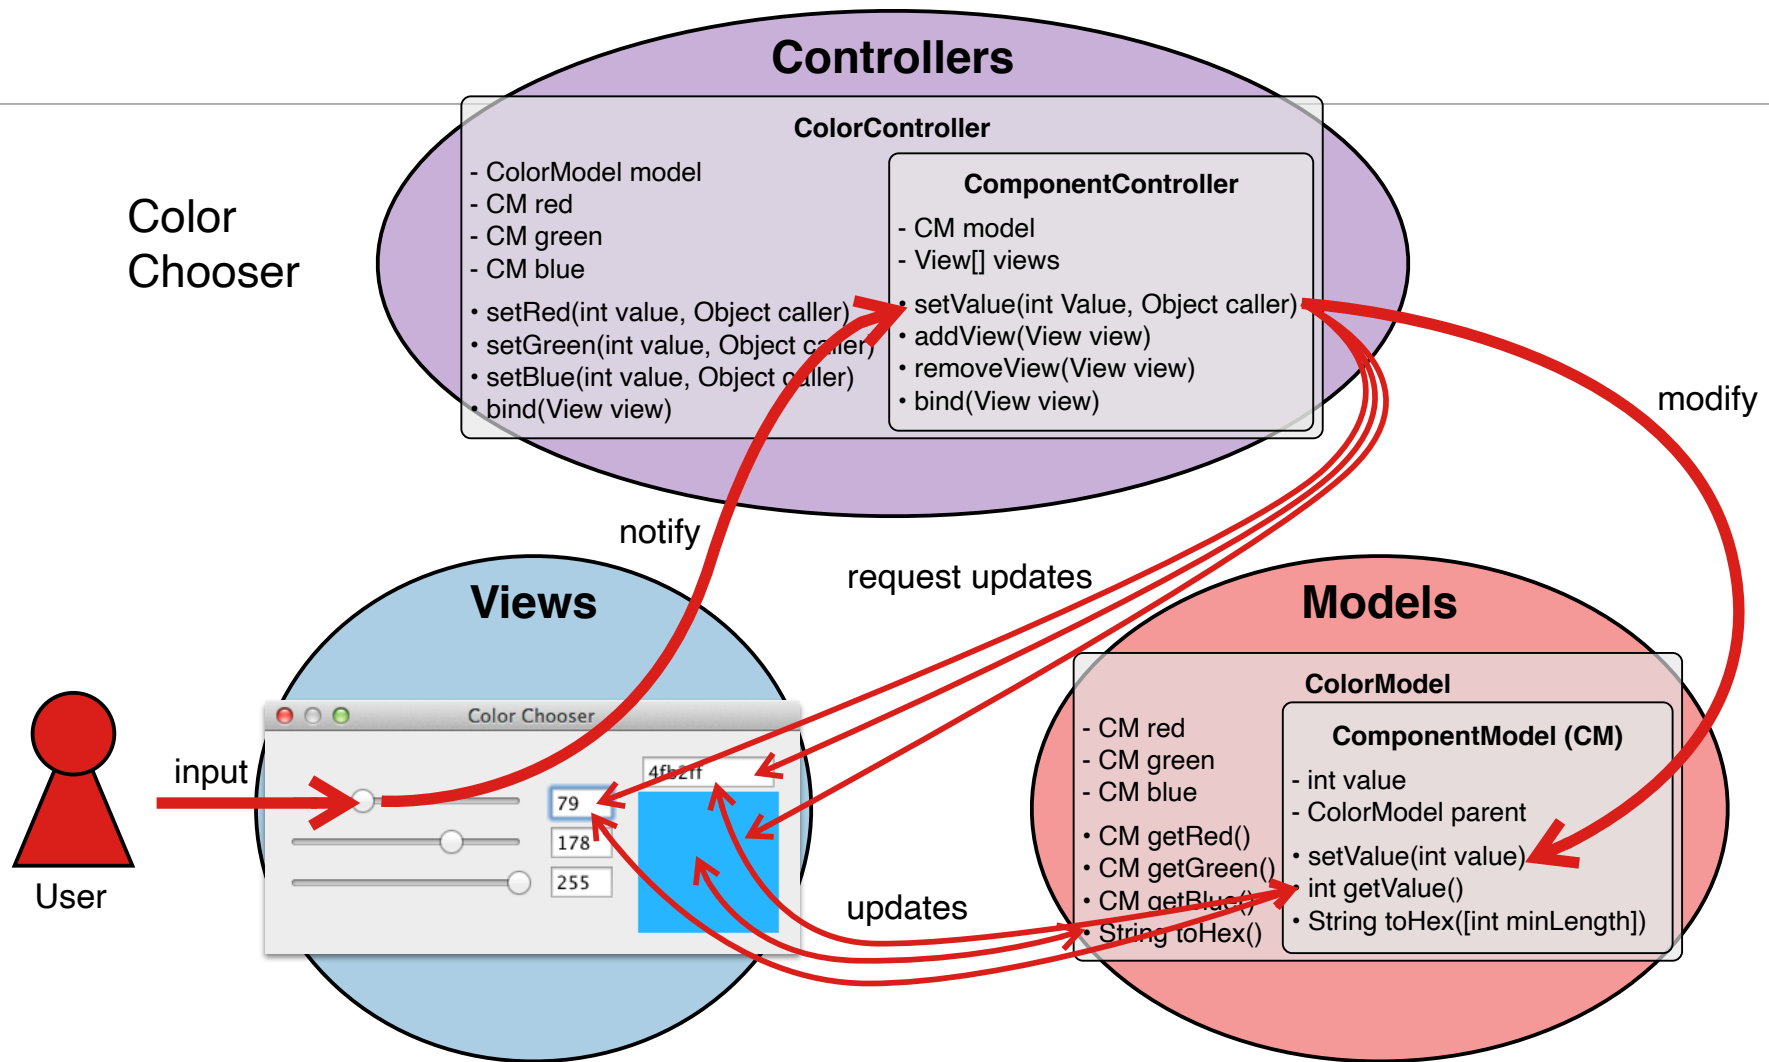 Controllers
Color
Chooser
ColorController
- ColorModel model
- CM red
- CM green
- CM blue
• setRed(int value, Object caller)
• setGreen(int value, Object caller)
• setBlue(int value, Object caller)
• bind(View view)
ComponentController
- CM model
- View[] views
• setValue(int Value, Object caller)
• addView(View view)
• removeView(View view)
• bind(View view)
modify
notify
request updates
Views
Models
User
input
Color Chooser
4fb2ff
79
178
255
updates
ColorModel
- CM red
- CM green
- CM blue
• CM getRed()
• CM getGreen()
• CM getBlue()
• String toHex()
ComponentModel (CM)
- int value
- ColorModel parent
• setValue(int value)
• int getValue()
• String toHex([int minLength])